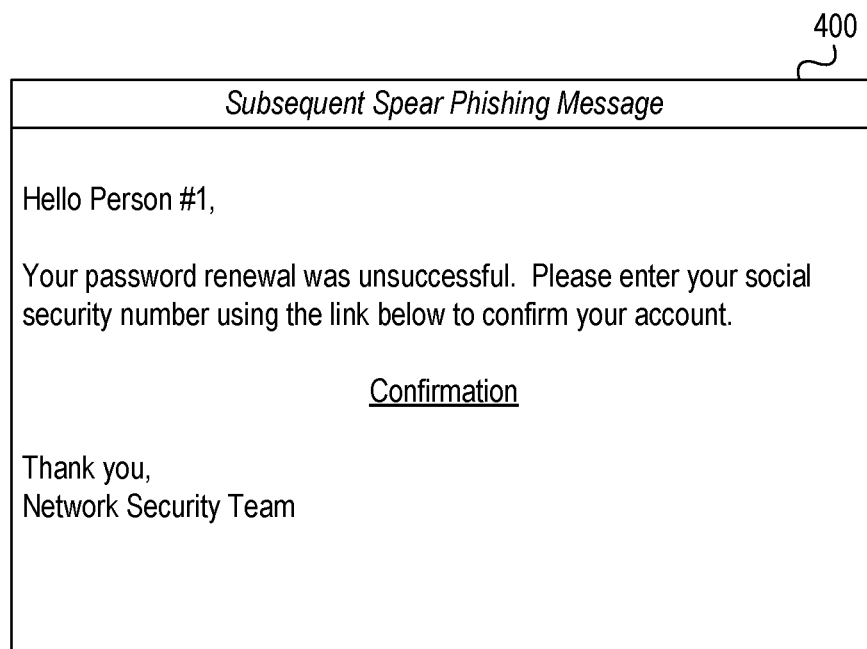 400
Subsequent Spear Phishing Message
Hello Person #1,
Your password renewal was unsuccessful.  Please enter your social
security number using the link below to confirm your account.
Confirmation
Thank you,
Network Security Team